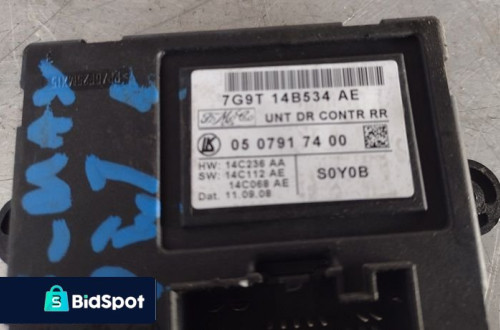 7G9T 14B534 AE
UNT DR CONTR RR
05 0791 74 00
HW: 14C236 AA
SW: 14C112 AE
14C068 AE
Dat. 11.09.08
S0Y0B
S-MAX
BidSpot